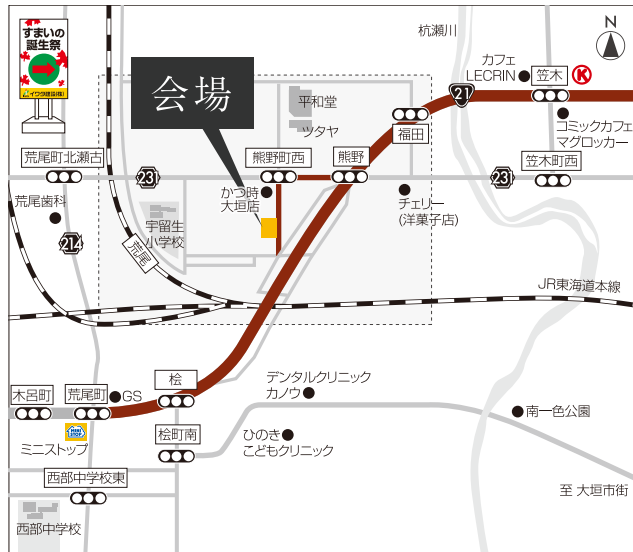 すまいの
誕生祭
イワタ建設(株)
会場
平和堂
ツタヤ
杭瀬川
カフェ
LECRIN
笠木
K
N
21
福田
コミックカフェ
マグロッカー
荒尾町北瀬古
熊野町西
熊野
笠木町西
231
231
かつ時
大垣店
チェリー
(洋菓子店)
荒尾歯科
宇留生
小学校
214
荒尾
JR東海道本線
木呂町
荒尾町
GS
桧
デンタルクリニック
カノウ
南一色公園
MINI
STOP
ミニストップ
桧町南
ひのき
こどもクリニック
西部中学校東
至 大垣市街
西部中学校